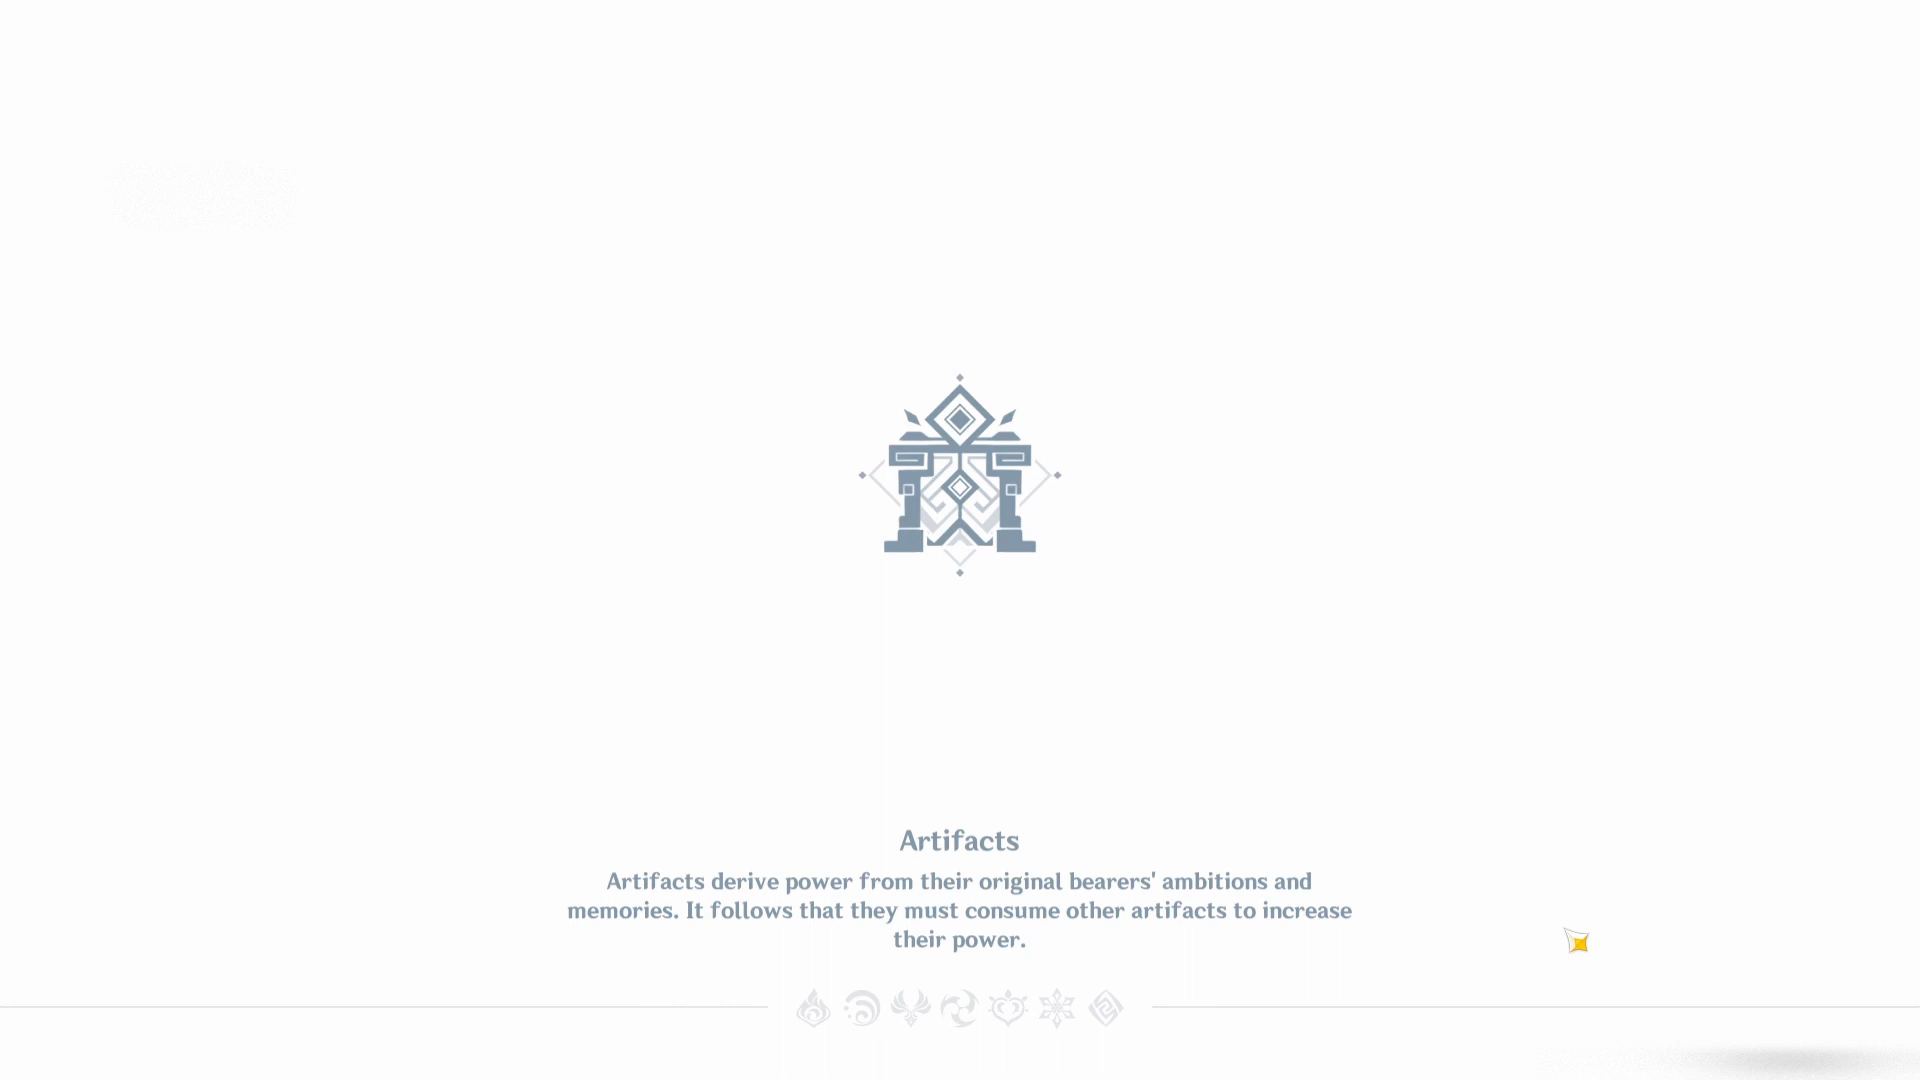 Artifacts
Artifacts derive power from their original bearers' ambitions and
memories. It follows that they must consume other artifacts to increase
their power.